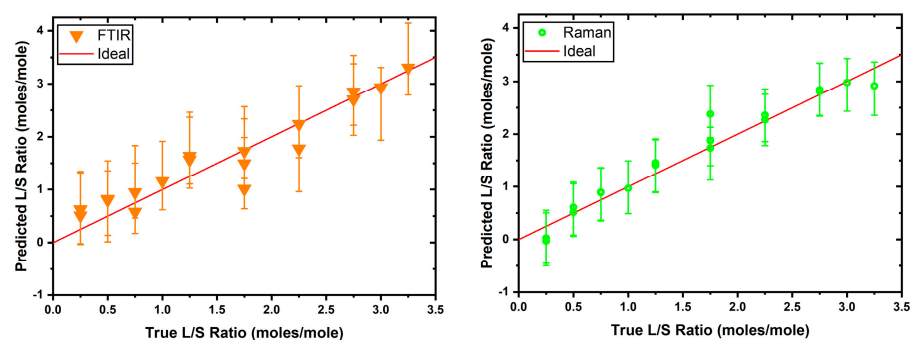 FTIR
Ideal
Predicted L/S Ratio (moles/mole)
4
3
2
1
0
-1
0.0 0.5 1.0 1.5 2.0 2.5 3.0 3.5
True L/S Ratio (moles/mole)
Raman
Ideal
Predicted L/S Ratio (moles/mole)
4
3
2
1
0
-1
0.0 0.5 1.0 1.5 2.0 2.5 3.0 3.5
True L/S Ratio (moles/mole)